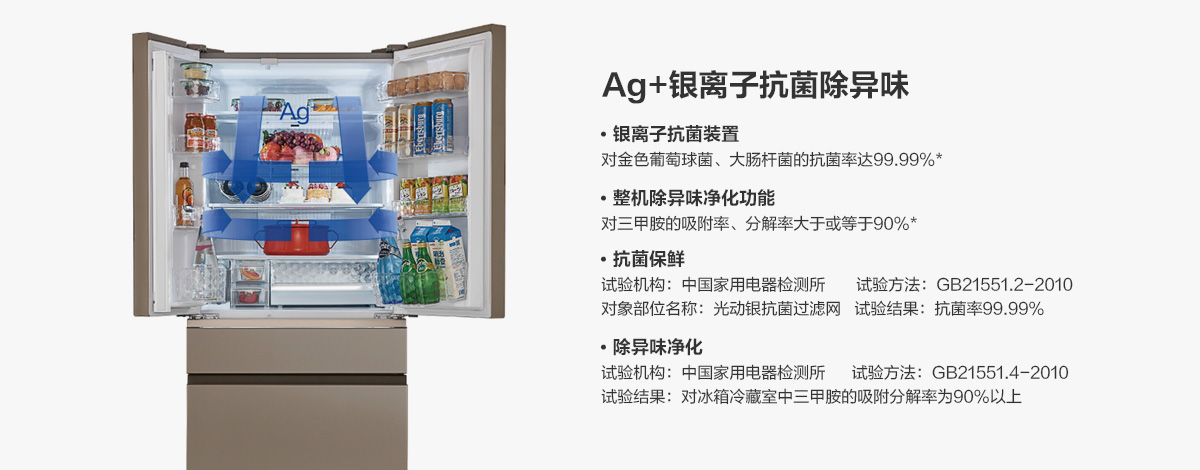 Ag+
Ag+银离子抗菌除异味
• 银离子抗菌装置
对金色葡萄球菌、大肠杆菌的抗菌率达99.99%*
• 整机除异味净化功能
对三甲胺的吸附率、分解率大于或等于90%*
• 抗菌保鲜
试验机构：中国家用电器检测所 试验方法：GB21551.2-2010
对象部位名称：光动银抗菌过滤网 试验结果：抗菌率99.99%
• 除异味净化
试验机构：中国家用电器检测所 试验方法：GB21551.4-2010
试验结果：对冰箱冷藏室中三甲胺的吸附分解率为90%以上